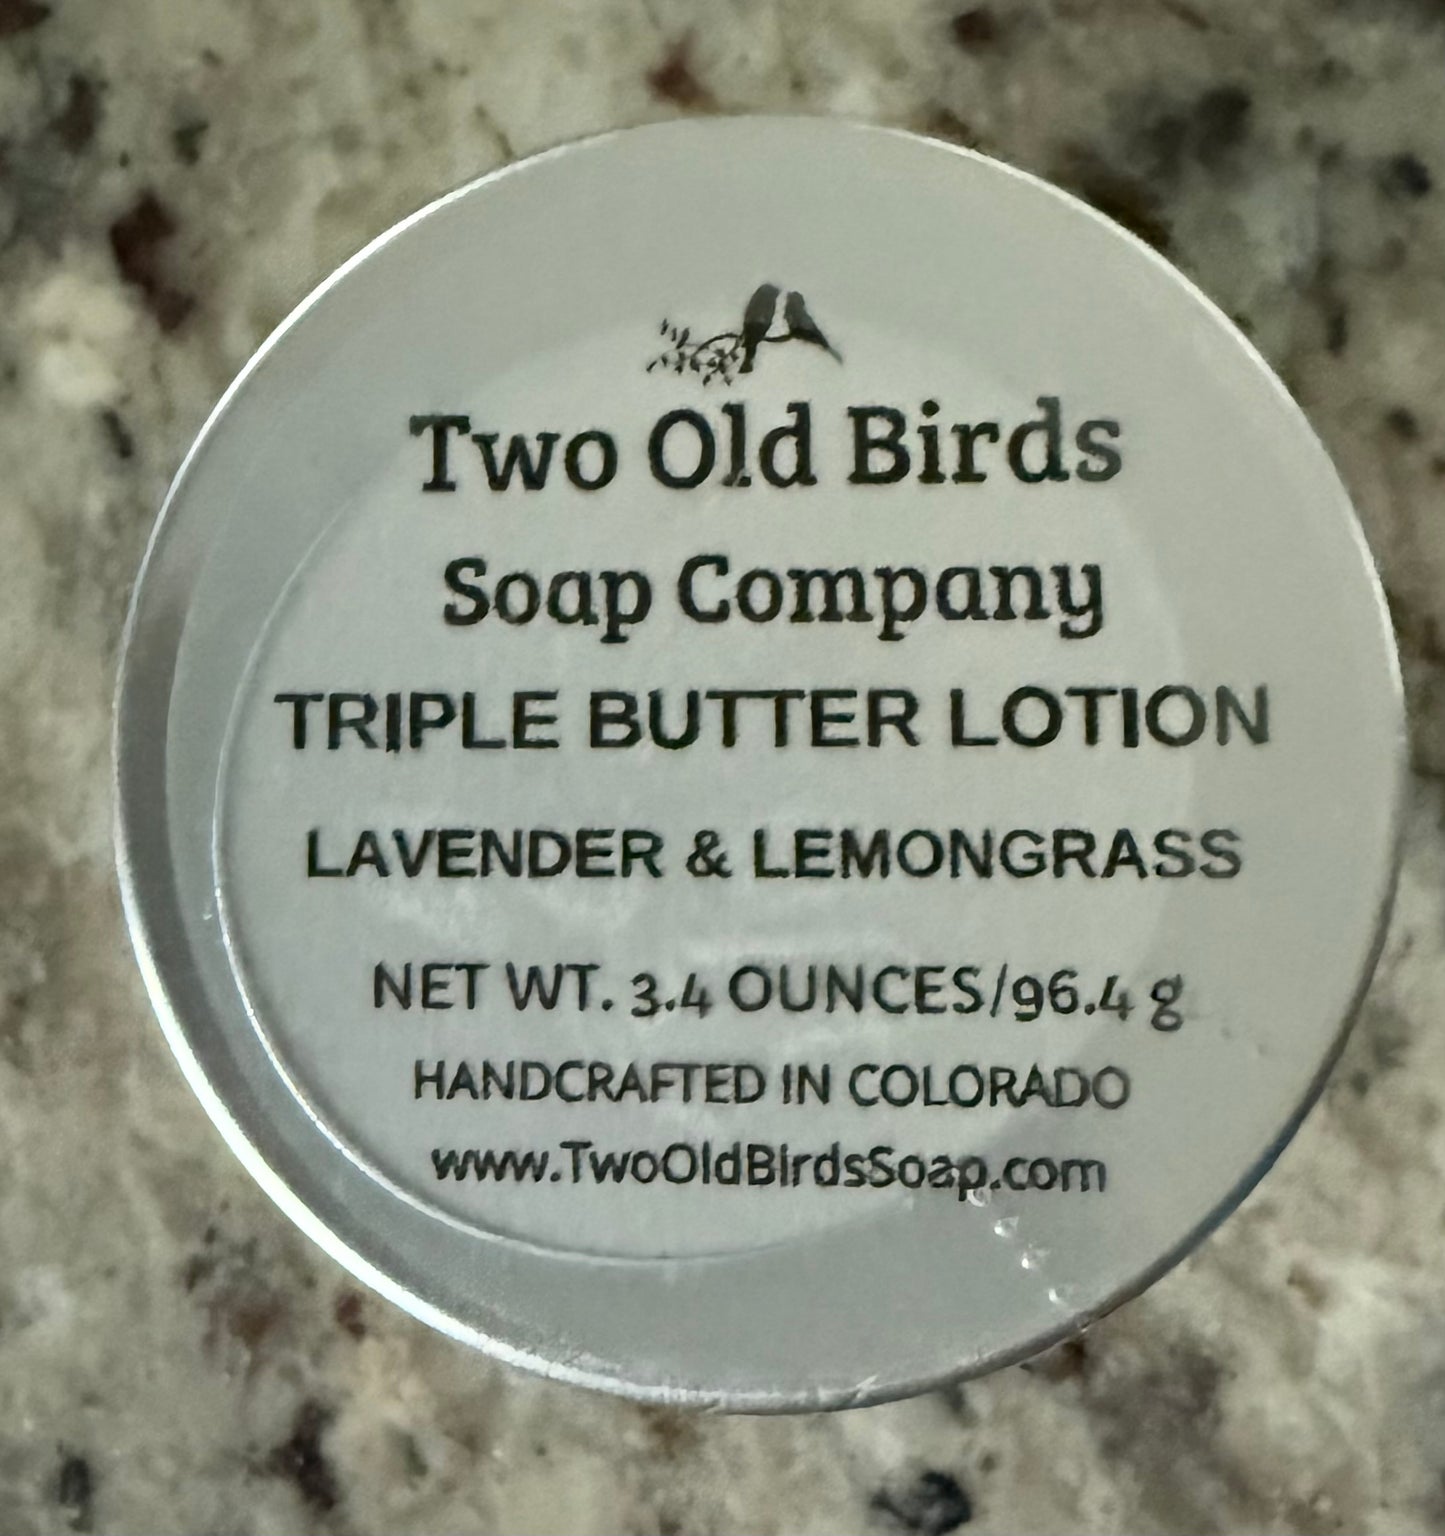 Two Old Birds
Soap Company
TRIPLE BUTTER LOTION
LAVENDER & LEMONGRASS
NET WT. 3.4 OUNCES/96.4 g
HANDCRAFTED IN COLORADO
www.TwoOldBirdsSoap.com